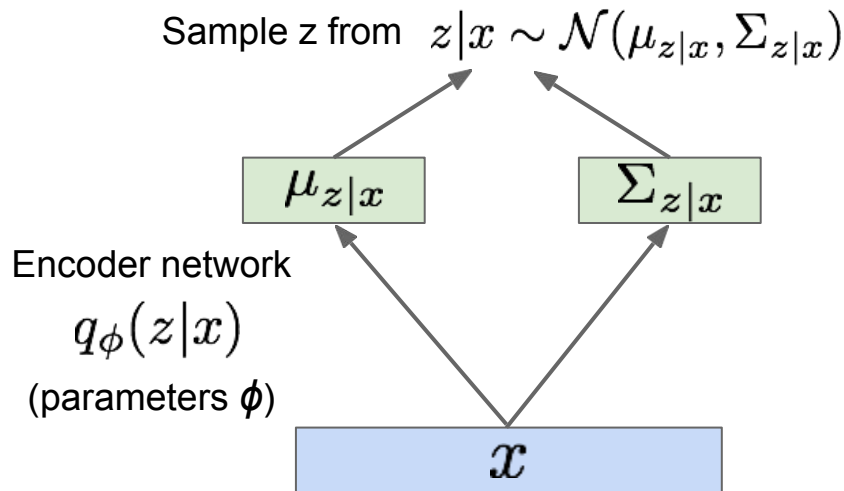 Sample z from z|x ∼ 𝒩(μ_{z|x}, Σ_{z|x})
μ_{z|x}
Σ_{z|x}
Encoder network
q_ϕ(z|x)
(parameters ϕ)
x